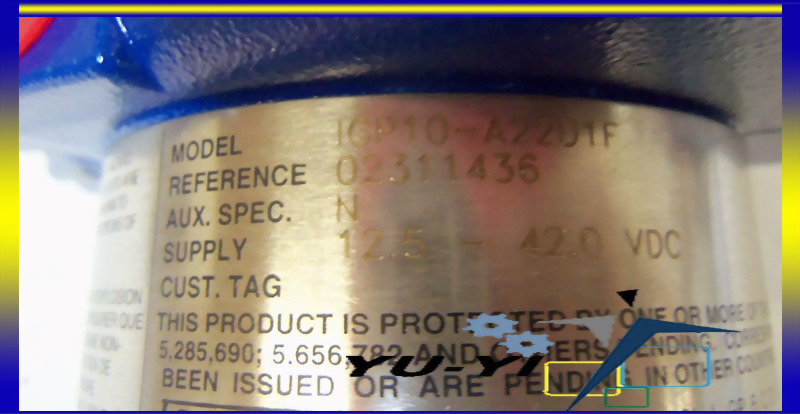 MODEL IGP10-A22D1F
REFERENCE 02311436
AUX. SPEC. N
SUPPLY 12.5 - 42.0 VDC
CUST. TAG
THIS PRODUCT IS PROTECTED BY ONE OR MORE OF
5.285,690; 5.656,782 AND OTHERS PENDING.
BEEN ISSUED OR ARE PENDING IN OTHER
YU-YI